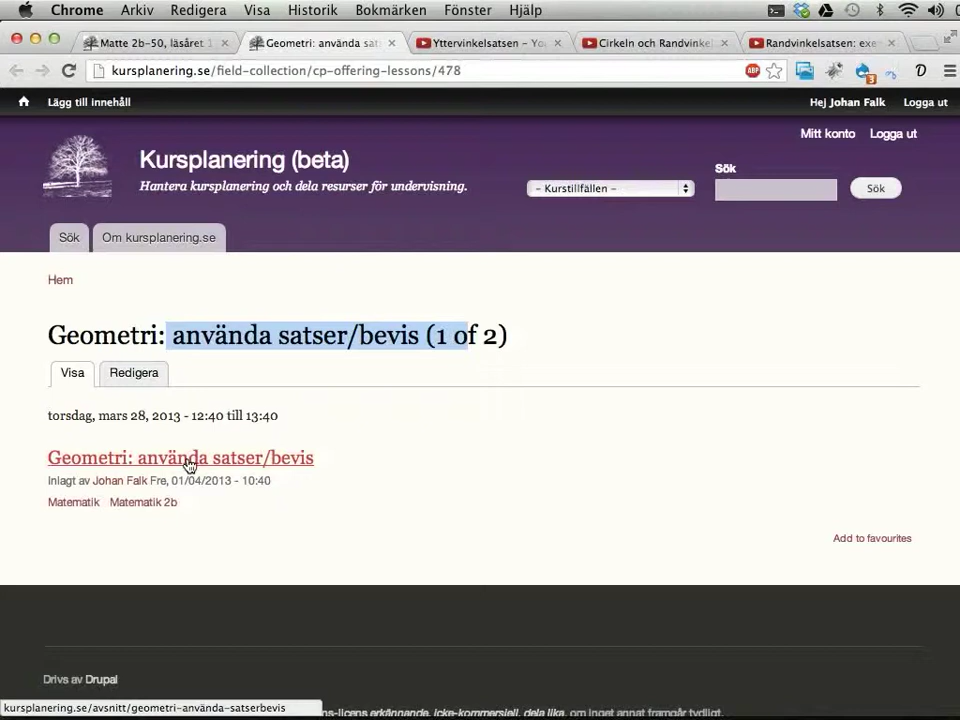 Chrome Arkiv Redigera Visa Historik Bokmärken Fönster Hjälp
Matte 2b-50, läsåret 1
Geometri: använda sat
Yttervinkelsatsen – Yo
Cirkeln och Randvinke
Randvinkelsatsen: exe
kursplanering.se/field-collection/cp-offering-lessons/478
ABP
3
Lägg till innehåll
Hej Johan Falk Logga ut
Mitt konto Logga ut
Kursplanering (beta)
Hantera kursplanering och dela resurser för undervisning.
- Kurstillfällen -
Sök
Sök
Sök
Om kursplanering.se
Hem
Geometri: använda satser/bevis (1 of 2)
Visa
Redigera
torsdag, mars 28, 2013 - 12:40 till 13:40
Geometri: använda satser/bevis
Inlagt av Johan Falk Fre, 01/04/2013 - 10:40
Matematik Matematik 2b
Add to favourites
Drivs av Drupal
kursplanering.se/avsnitt/geometri-använda-satserbevis
ns-licens erkännande, icke-kommersiell, dela lika, om inget annat framgår tydligt.